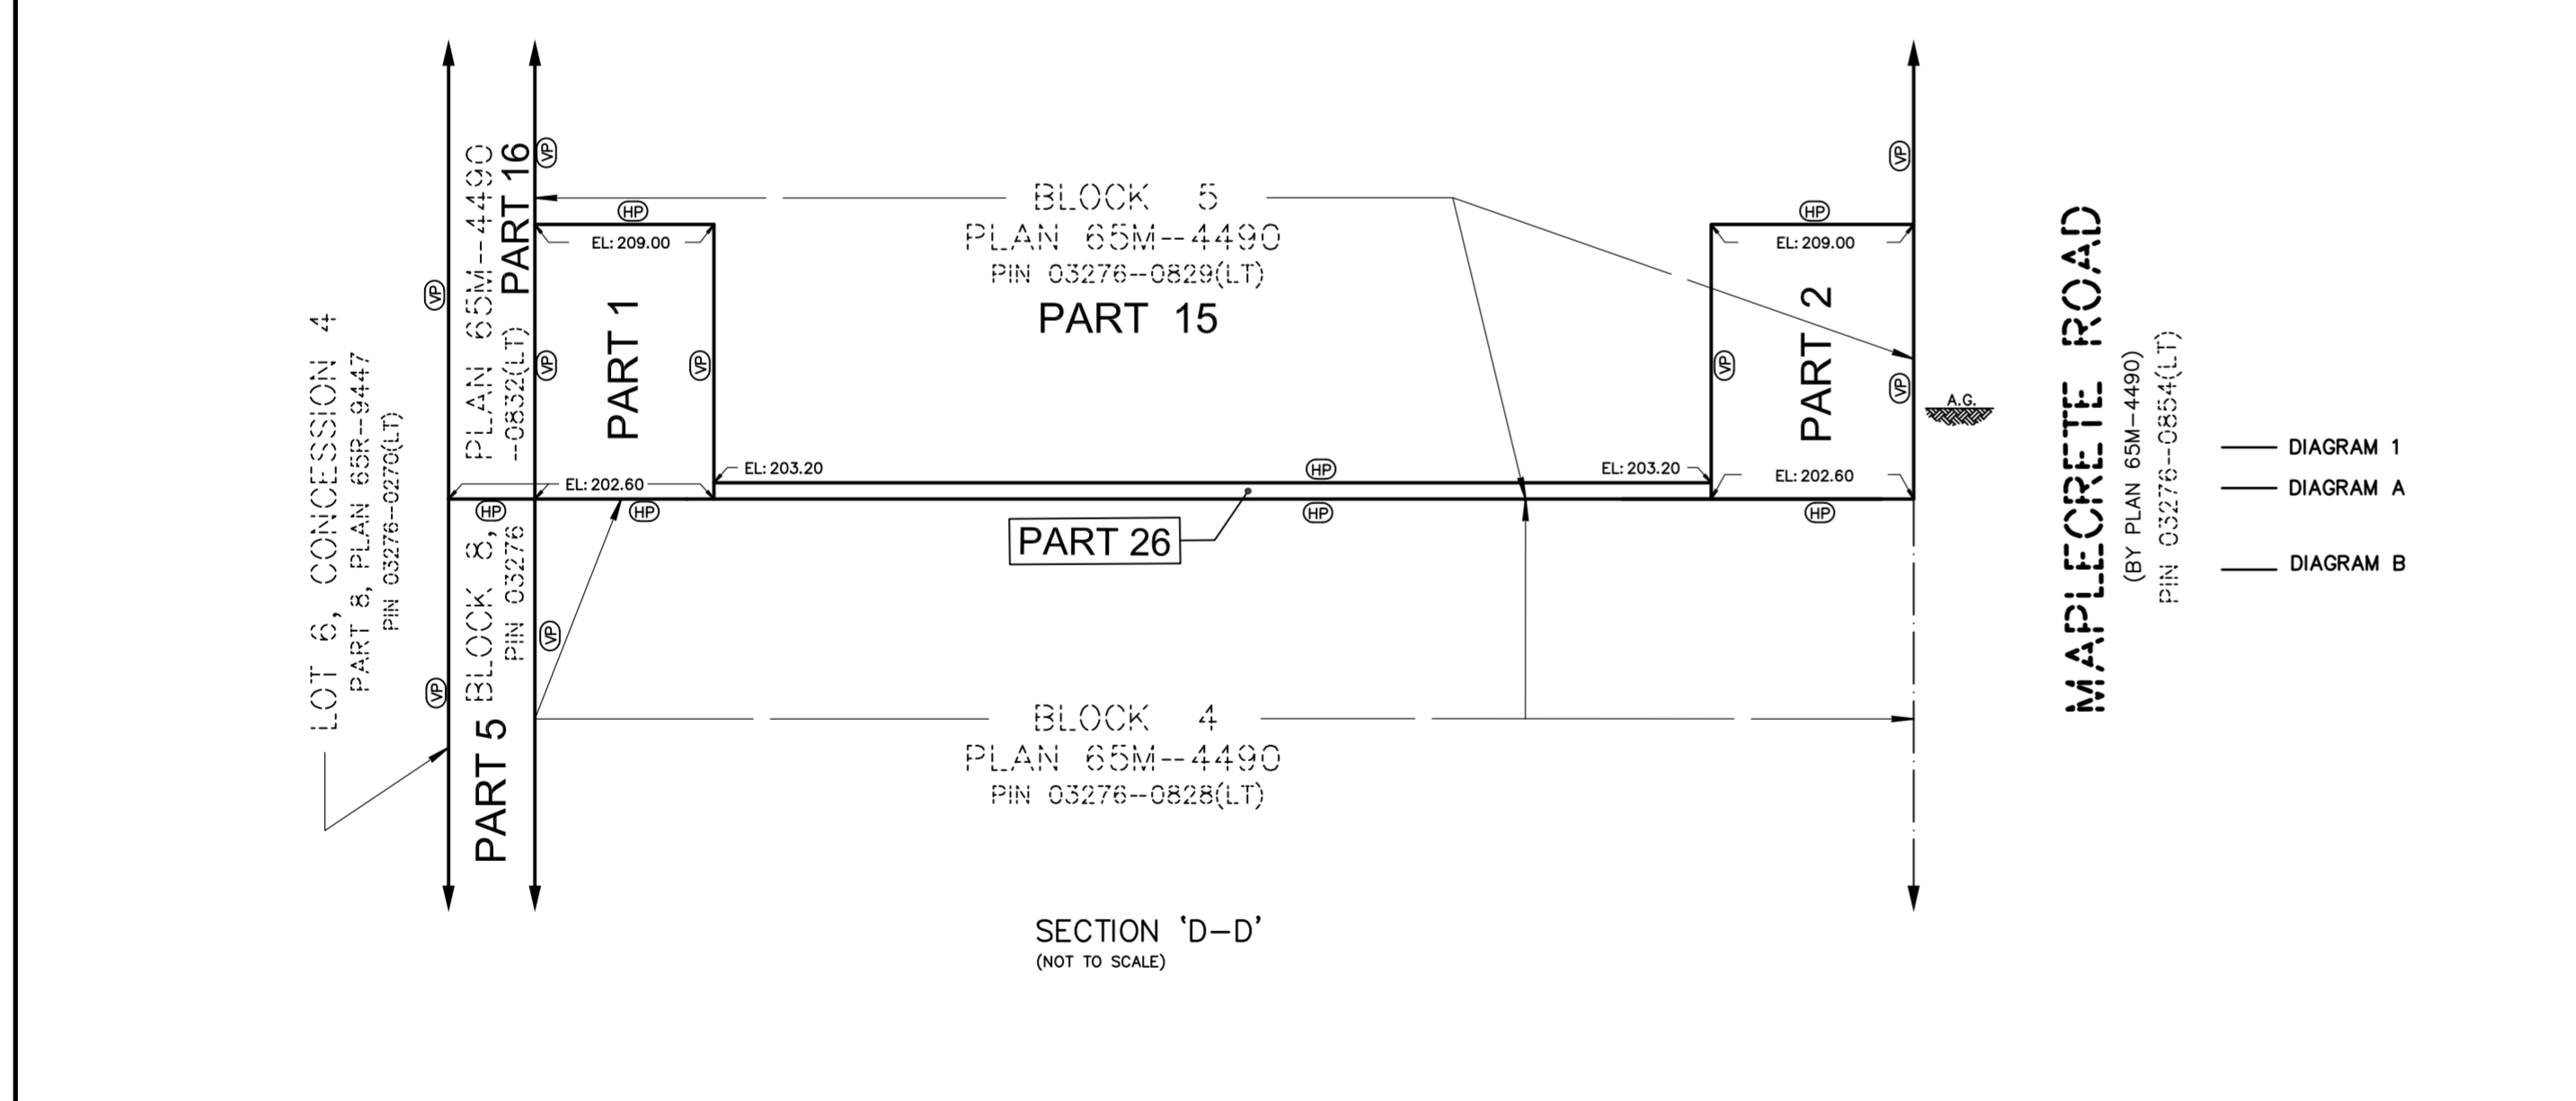 LOT 6, CONCESSION 4
PART 8, PLAN 65R-9447
PIN 03276-0270(LT)
VP
VP
BLOCK 8, PLAN 65M-4490
PIN 03276-0832(LT)
PART 16
PART 5
HP
VP
VP
VP
HP
EL: 209.00
PART 1
VP
EL: 202.60
HP
BLOCK 5
PLAN 65M-4490
PIN 03276-0829(LT)
PART 15
EL: 203.20
HP
EL: 203.20
HP
PART 26
BLOCK 4
PLAN 65M-4490
PIN 03276-0828(LT)
HP
EL: 209.00
VP
PART 2
VP
VP
EL: 202.60
HP
A.G.
MAPLECRETE ROAD
(BY PLAN 65M-4490)
PIN 03276-0854(LT)
DIAGRAM 1
DIAGRAM A
DIAGRAM B
SECTION 'D-D'
(NOT TO SCALE)